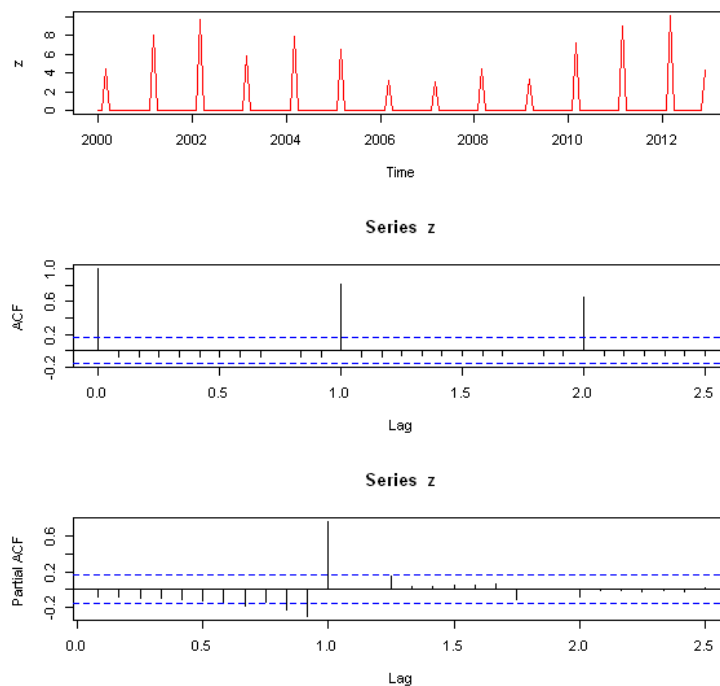 z
0 2 4 6 8
2000 2002 2004 2006 2008 2010 2012
Time
Series z
ACF
-0.2 0.2 0.6 1.0
0.0 0.5 1.0 1.5 2.0 2.5
Lag
Series z
Partial ACF
-0.2 0.2 0.6
0.0 0.5 1.0 1.5 2.0 2.5
Lag